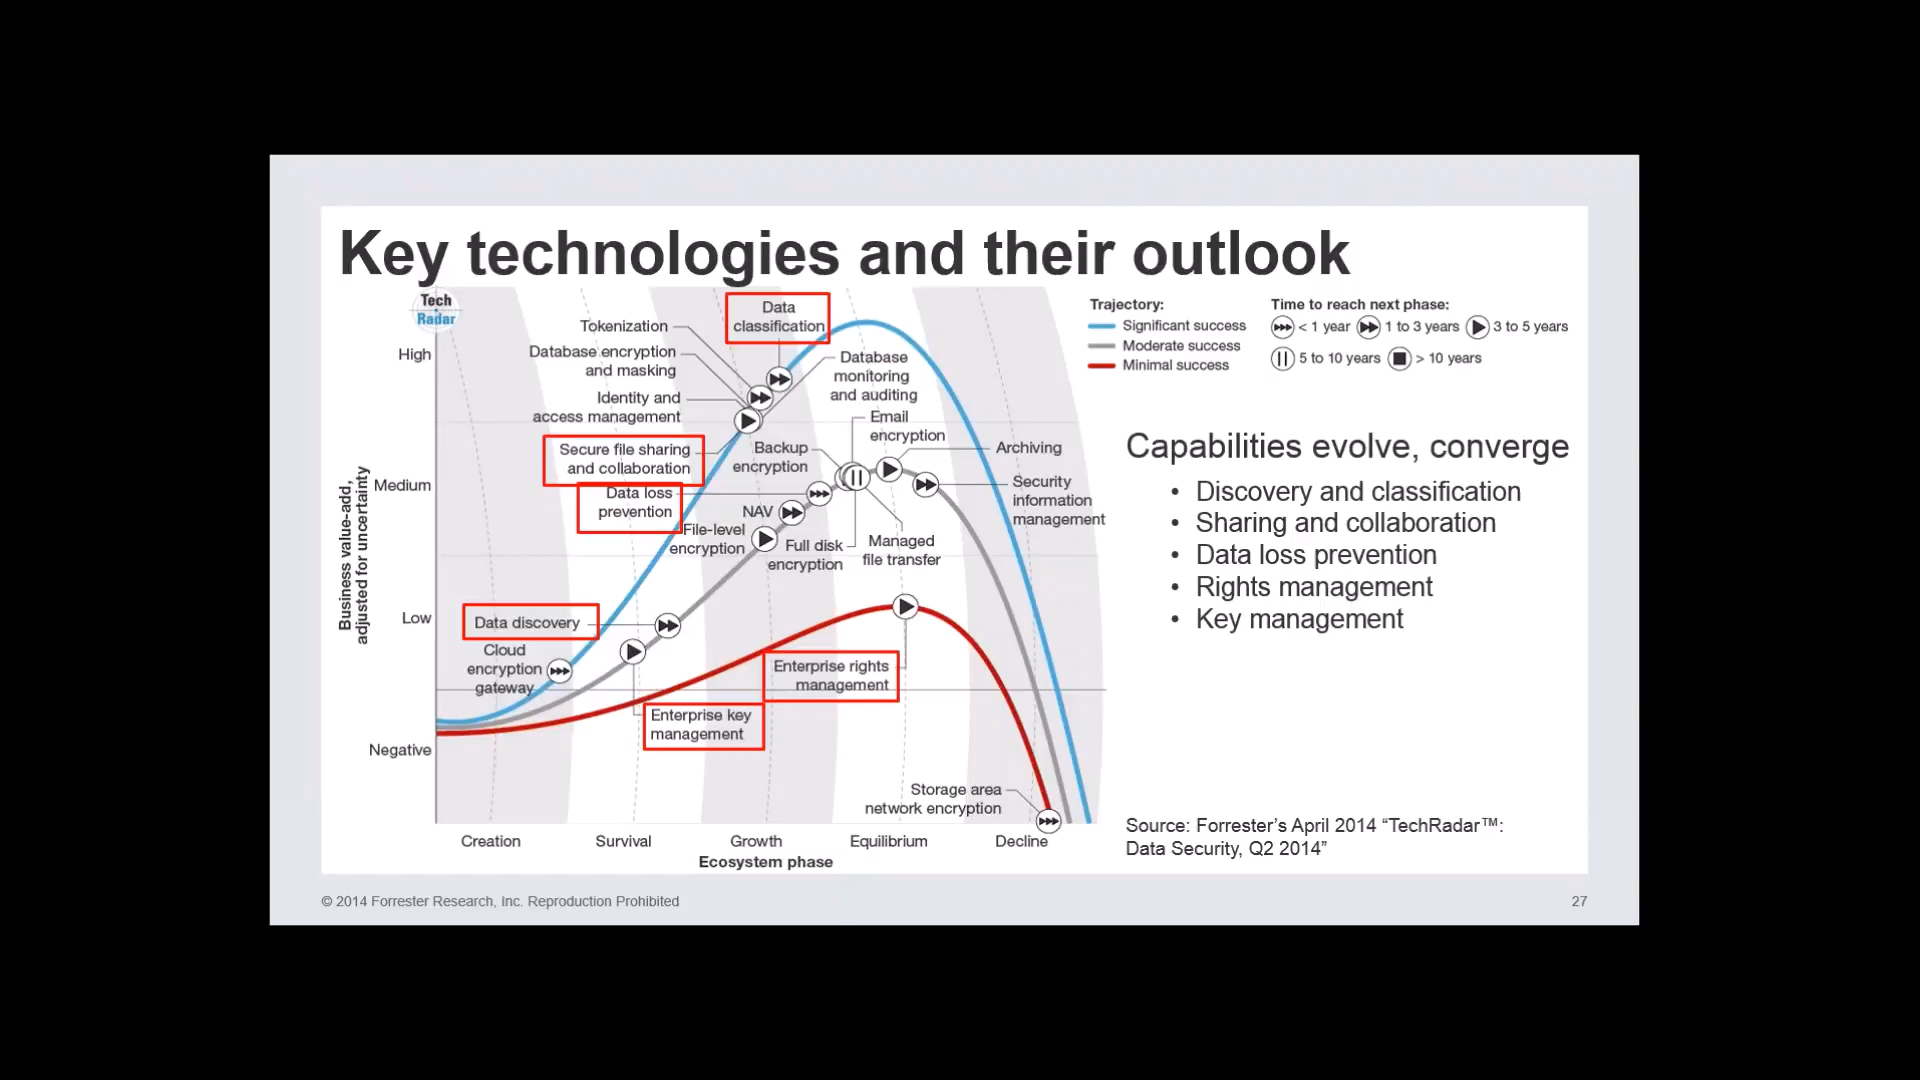 Key technologies and their outlook
Tech
Radar
Business value-add,
adjusted for uncertainty
High
Medium
Low
Negative
Data
classification
Tokenization
Database encryption
and masking
Identity and
access management
Secure file sharing
and collaboration
Data loss
prevention
Database
monitoring
and auditing
Email
encryption
Backup
encryption
Archiving
Security
information
management
NAV
File-level
encryption
Full disk
encryption
Managed
file transfer
Data discovery
Cloud
encryption
gateway
Enterprise rights
management
Enterprise key
management
Storage area
network encryption
Creation
Survival
Growth
Equilibrium
Decline
Ecosystem phase
Trajectory:
Significant success
Moderate success
Minimal success
Time to reach next phase:
< 1 year
1 to 3 years
3 to 5 years
5 to 10 years
> 10 years
Capabilities evolve, converge
• Discovery and classification
• Sharing and collaboration
• Data loss prevention
• Rights management
• Key management
Source: Forrester's April 2014 “TechRadar™:
Data Security, Q2 2014”
© 2014 Forrester Research, Inc. Reproduction Prohibited
27